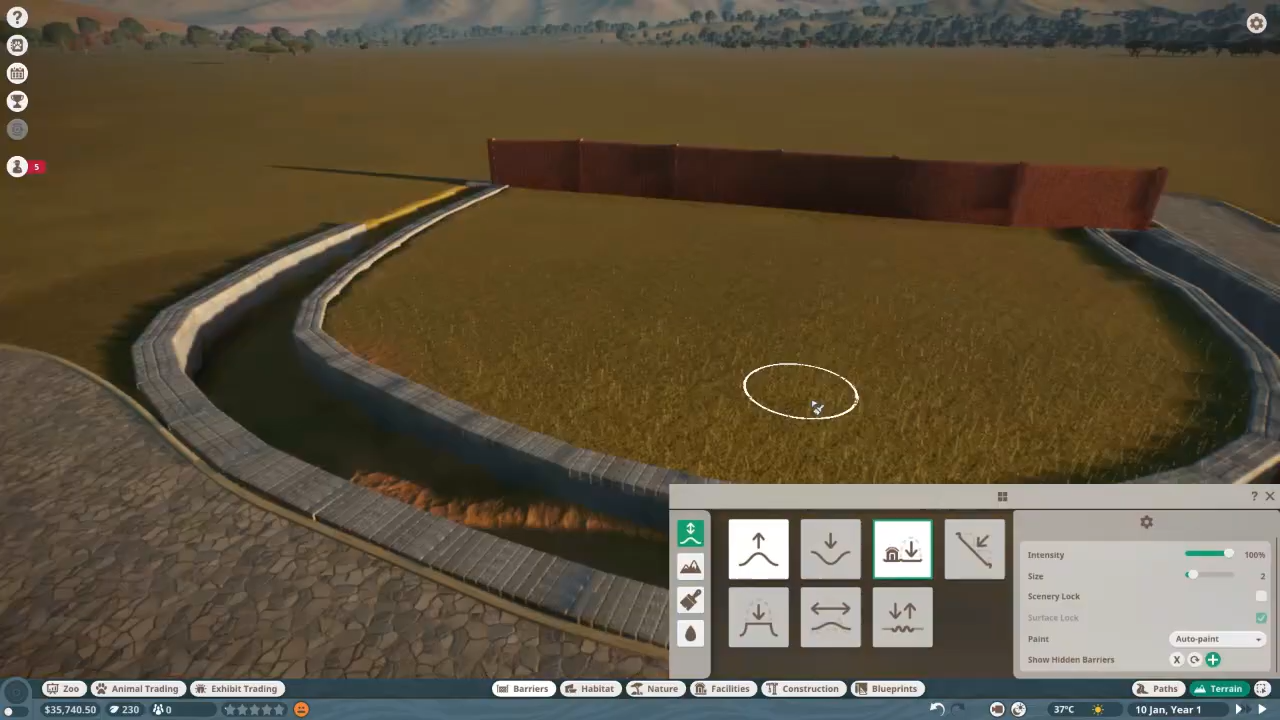 ?
5
? X
Intensity 100%
Size 2
Scenery Lock
Surface Lock
Paint Auto-paint
Show Hidden Barriers X
Zoo Animal Trading Exhibit Trading Barriers Habitat Nature Facilities Construction Blueprints Paths Terrain
$35,740.50 230 0 37°C 10 Jan, Year 1